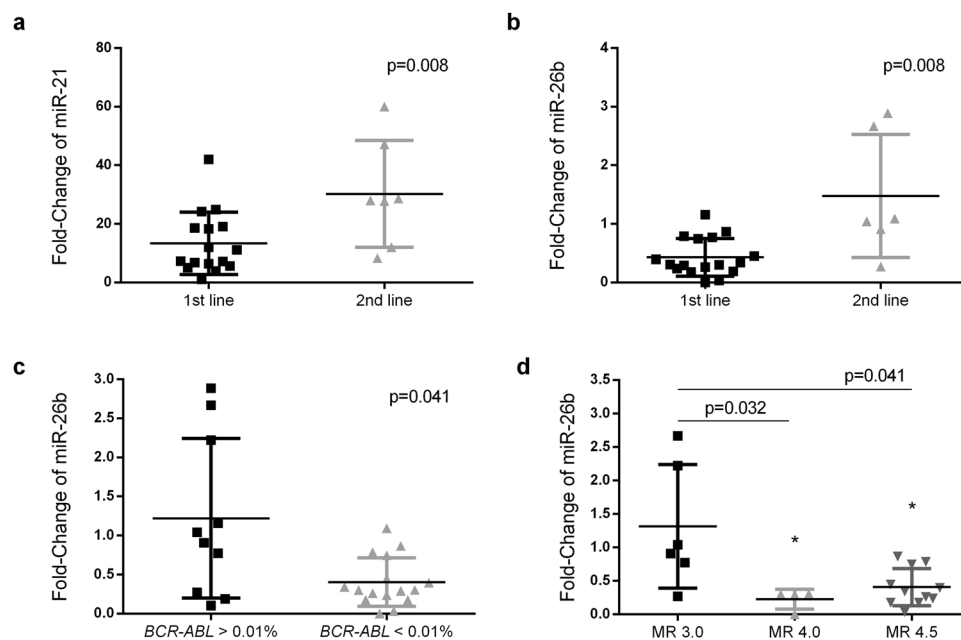 a
Fold-Change of miR-21
80
60
40
20
0
p=0.008
1st line
2nd line
b
Fold-Change of miR-26b
4
3
2
1
0
p=0.008
1st line
2nd line
c
Fold-Change of miR-26b
3.0
2.5
2.0
1.5
1.0
0.5
0.0
p=0.041
BCR-ABL > 0.01%
BCR-ABL < 0.01%
d
Fold-Change of miR-26b
3.5
3.0
2.5
2.0
1.5
1.0
0.5
0.0
p=0.041
p=0.032
*
*
MR 3.0
MR 4.0
MR 4.5